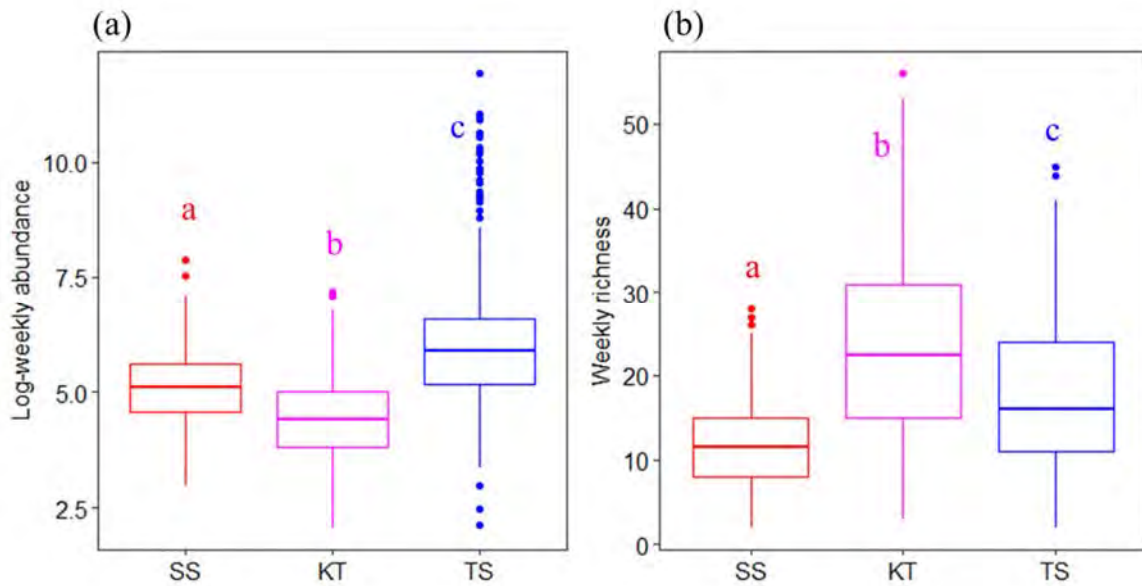 (a)
(b)
Log-weekly abundance
10.0
7.5
5.0
2.5
a
b
c
SS
KT
TS
Weekly richness
50
40
30
20
10
0
a
b
c
SS
KT
TS